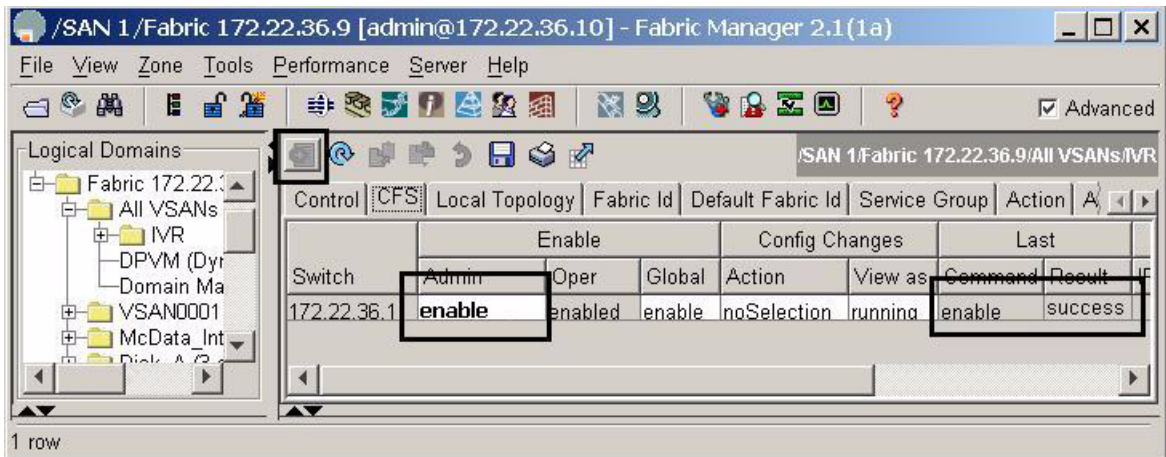 /SAN 1/Fabric 172.22.36.9 [admin@172.22.36.10] - Fabric Manager 2.1(1a)
File View Zone Tools Performance Server Help
Advanced
Logical Domains
/SAN 1/Fabric 172.22.36.9/All VSANs/IVR
Fabric 172.22.
All VSANs
IVR
DPVM (Dyr
Domain Ma
VSAN0001
McData_Int
Control CFS Local Topology Fabric Id Default Fabric Id Service Group Action A
Enable Config Changes Last
Switch Admin Oper Global Action View as Command Result
172.22.36.1 enable enabled enable noSelection running enable success
1 row